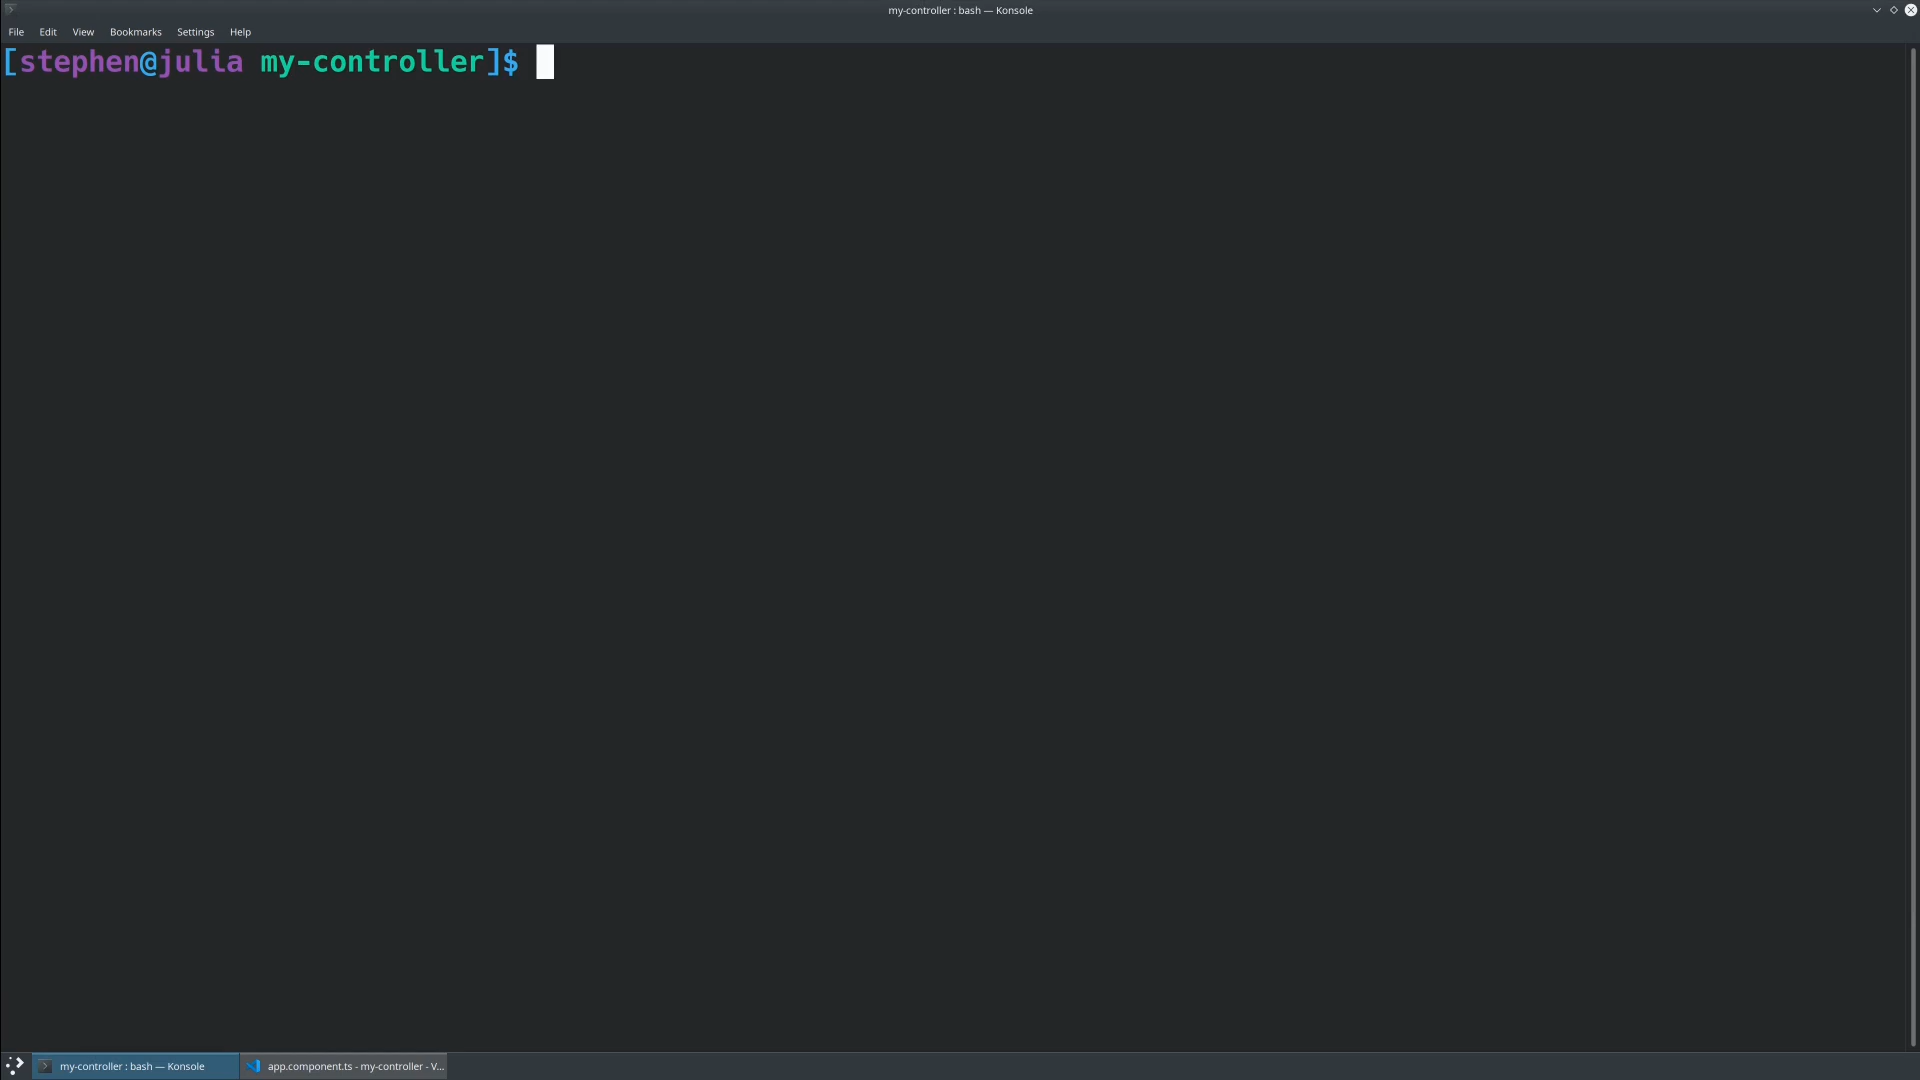 my-controller : bash — Konsole
File Edit View Bookmarks Settings Help
[stephen@julia my-controller]$
my-controller : bash — Konsole app.component.ts - my-controller - V...